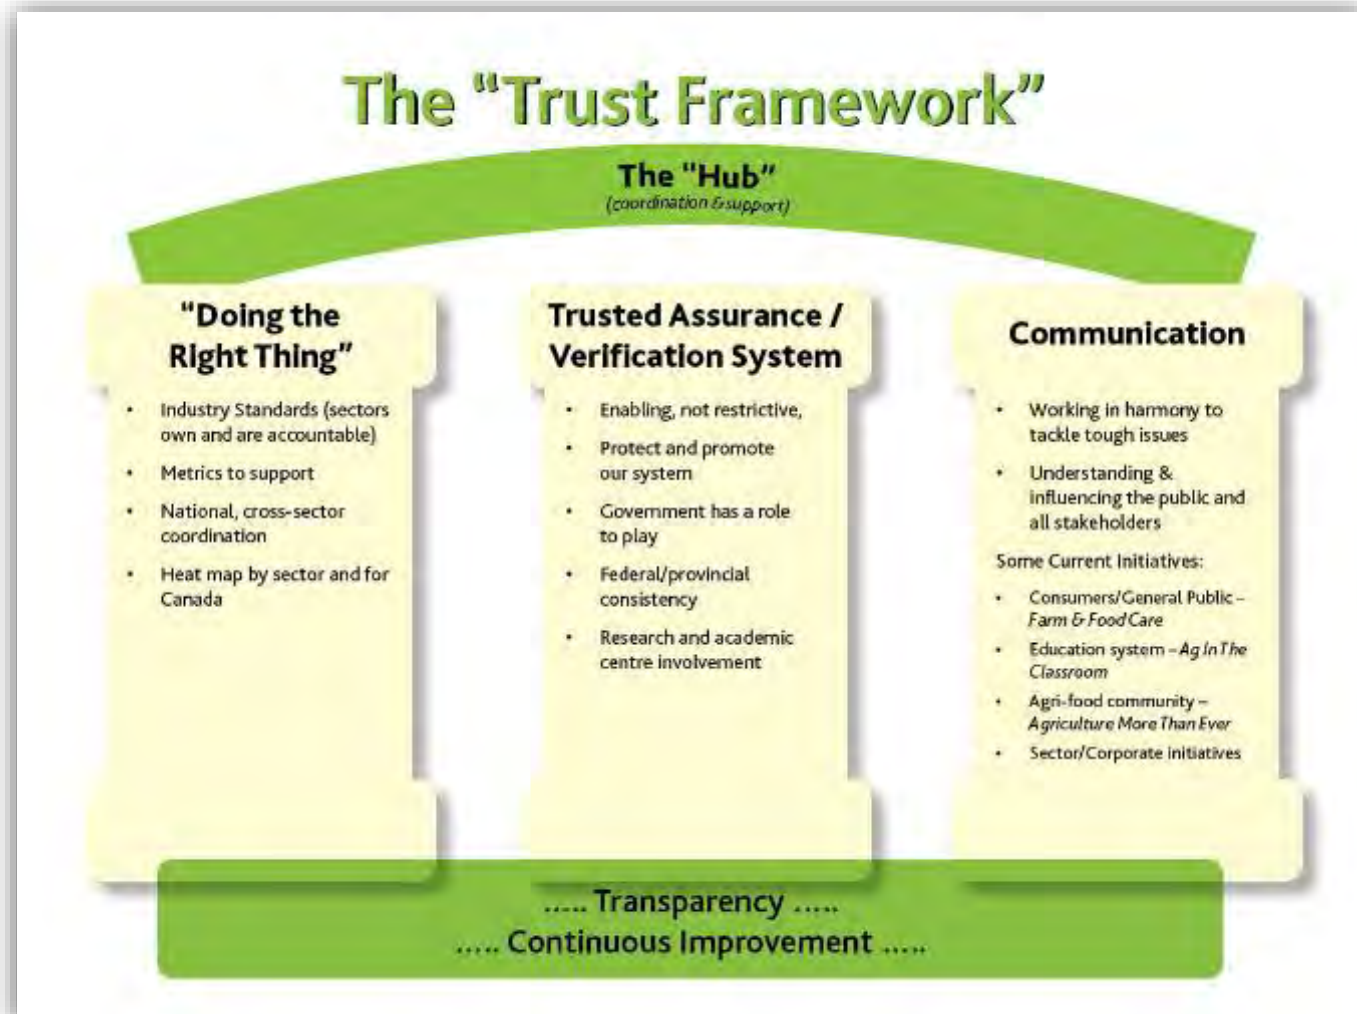 The “Trust Framework”
The “Hub”
(coordination & support)
“Doing the
Right Thing”
• Industry Standards (sectors
own and are accountable)
• Metrics to support
• National, cross-sector
coordination
• Heat map by sector and for
Canada
Trusted Assurance /
Verification System
• Enabling, not restrictive,
• Protect and promote
our system
• Government has a role
to play
• Federal/provincial
consistency
• Research and academic
centre involvement
Communication
• Working in harmony to
tackle tough issues
• Understanding &
influencing the public and
all stakeholders
Some Current Initiatives:
• Consumers/General Public –
Farm & Food Care
• Education system – Ag In The
Classroom
• Agri-food community –
Agriculture More Than Ever
• Sector/Corporate initiatives
..... Transparency .....
..... Continuous Improvement .....